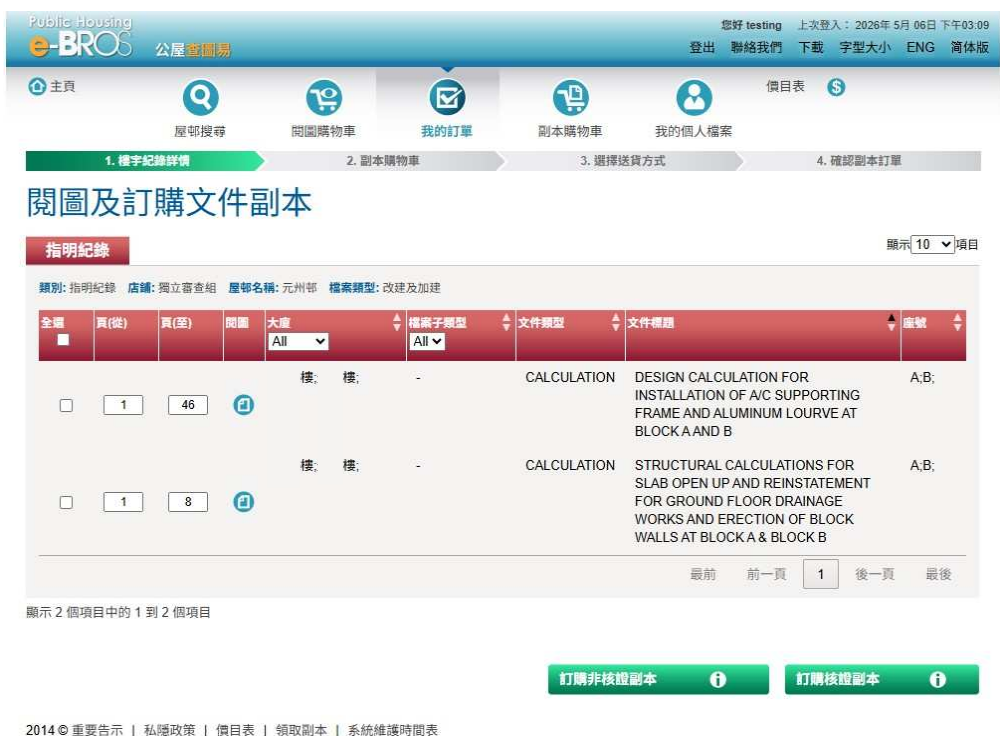 Public Housing
e-BROS 公屋查圖易
您好 testing 上次登入： 2026年 5月 06日 下午03:09
登出 聯絡我們 下載 字型大小 ENG 简体版
主頁
價目表
屋邨搜尋 閱圖購物車 我的訂單 副本購物車 我的個人檔案
1. 樓宇紀錄詳情 2. 副本購物車 3. 選擇送貨方式 4. 確認副本訂單
閱圖及訂購文件副本
指明紀錄
顯示 10 項目
類別: 指明紀錄 店鋪: 獨立審查組 屋邨名稱: 元州邨 檔案類型: 改建及加建
全選 頁(從) 頁(至) 閱圖 大廈 檔案子類型 文件類型 文件標題 座號
All All
1 46 樓; 樓; - CALCULATION DESIGN CALCULATION FOR A;B;
INSTALLATION OF A/C SUPPORTING
FRAME AND ALUMINUM LOURVE AT
BLOCK A AND B
1 8 樓; 樓; - CALCULATION STRUCTURAL CALCULATIONS FOR A;B;
SLAB OPEN UP AND REINSTATEMENT
FOR GROUND FLOOR DRAINAGE
WORKS AND ERECTION OF BLOCK
WALLS AT BLOCK A & BLOCK B
最前 前一頁 1 後一頁 最後
顯示 2 個項目中的 1 到 2 個項目
訂購非核證副本 訂購核證副本
2014 © 重要告示 | 私隱政策 | 價目表 | 領取副本 | 系統維護時間表